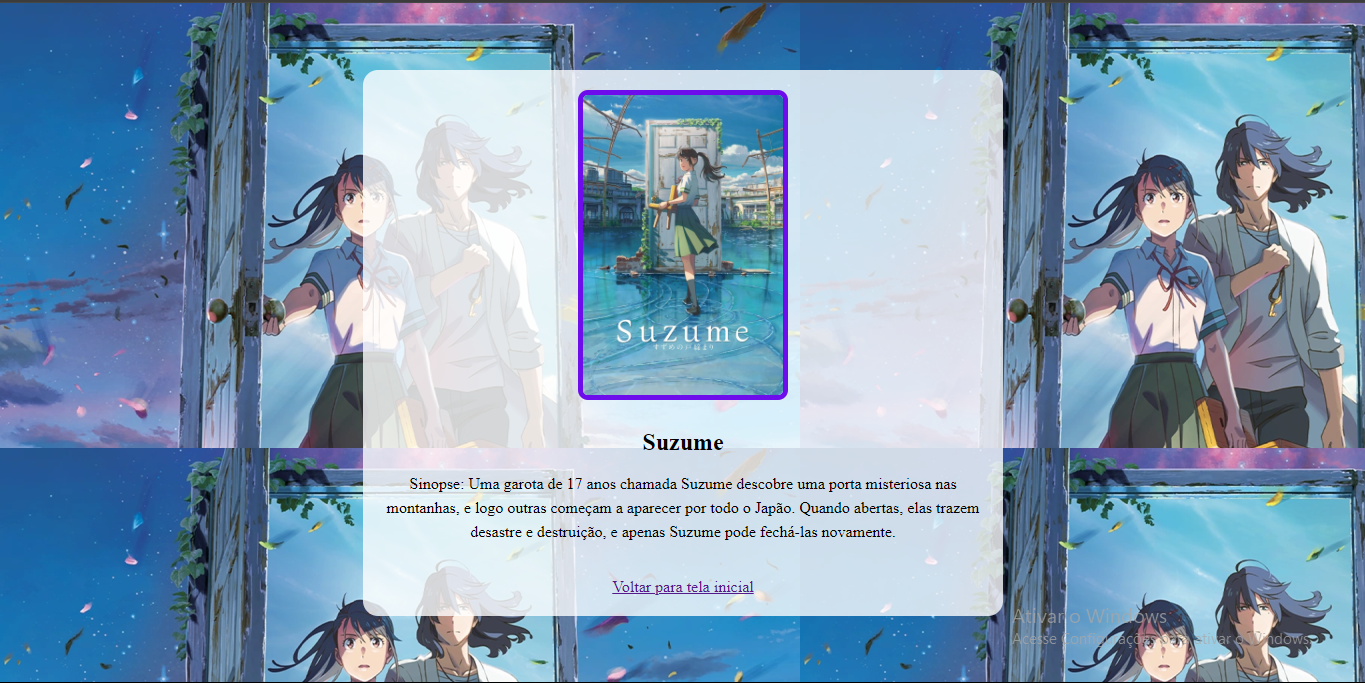 Suzume
すずめの戸締まり
Suzume
Sinopse: Uma garota de 17 anos chamada Suzume descobre uma porta misteriosa nas
montanhas, e logo outras começam a aparecer por todo o Japão. Quando abertas, elas trazem
desastre e destruição, e apenas Suzume pode fechá-las novamente.
Voltar para tela inicial
Ativar o Windows
Acesse Configurações para ativar o Windows.